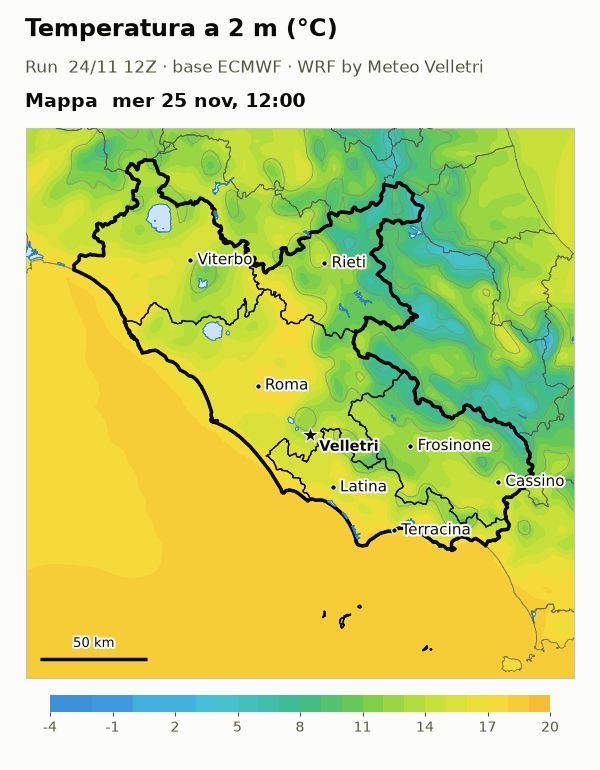 Temperatura a 2 m (°C)
Run  24/11 12Z · base ECMWF · WRF by Meteo Velletri
Mappa  mer 25 nov, 12:00
Viterbo
Rieti
Roma
Velletri
Frosinone
Cassino
Latina
Terracina
50 km
-4 -1 2 5 8 11 14 17 20